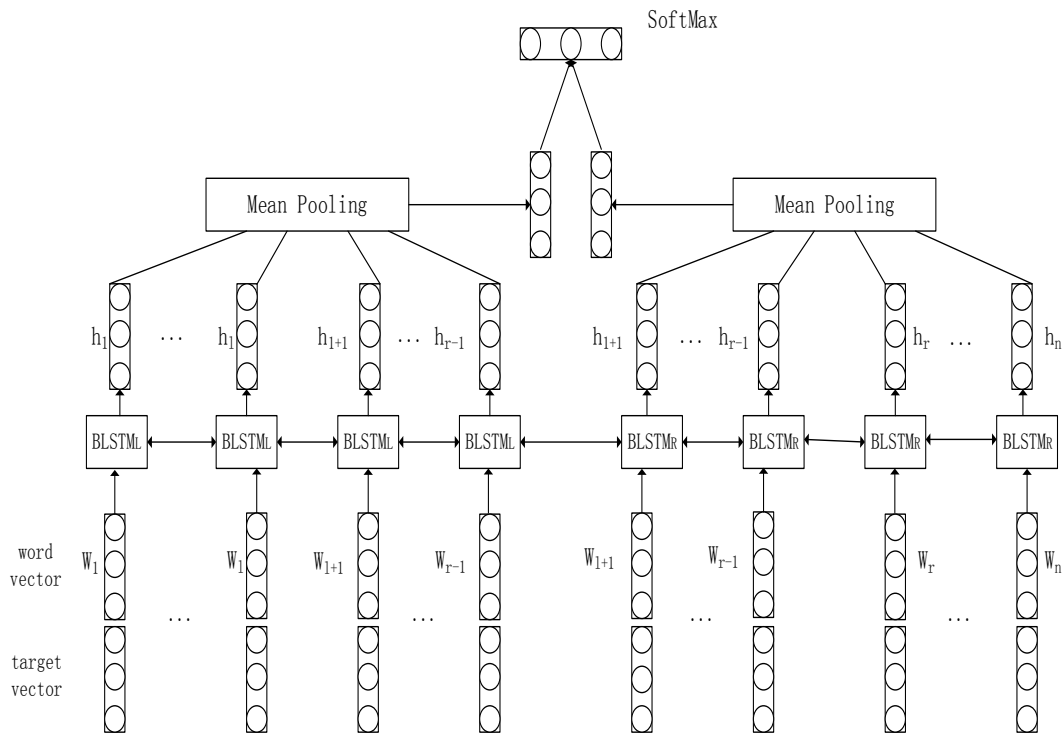 SoftMax
Mean Pooling Mean Pooling
h1 ... hl hl+1 ... hr-1 hl+1 ... hr-1 hr ... hn
BLSTML BLSTML BLSTML BLSTML BLSTMR BLSTMR BLSTMR BLSTMR
word
vector
W1 Wl Wl+1 Wr-1 Wl+1 Wr-1 Wr Wn
... ... ... ...
target
vector